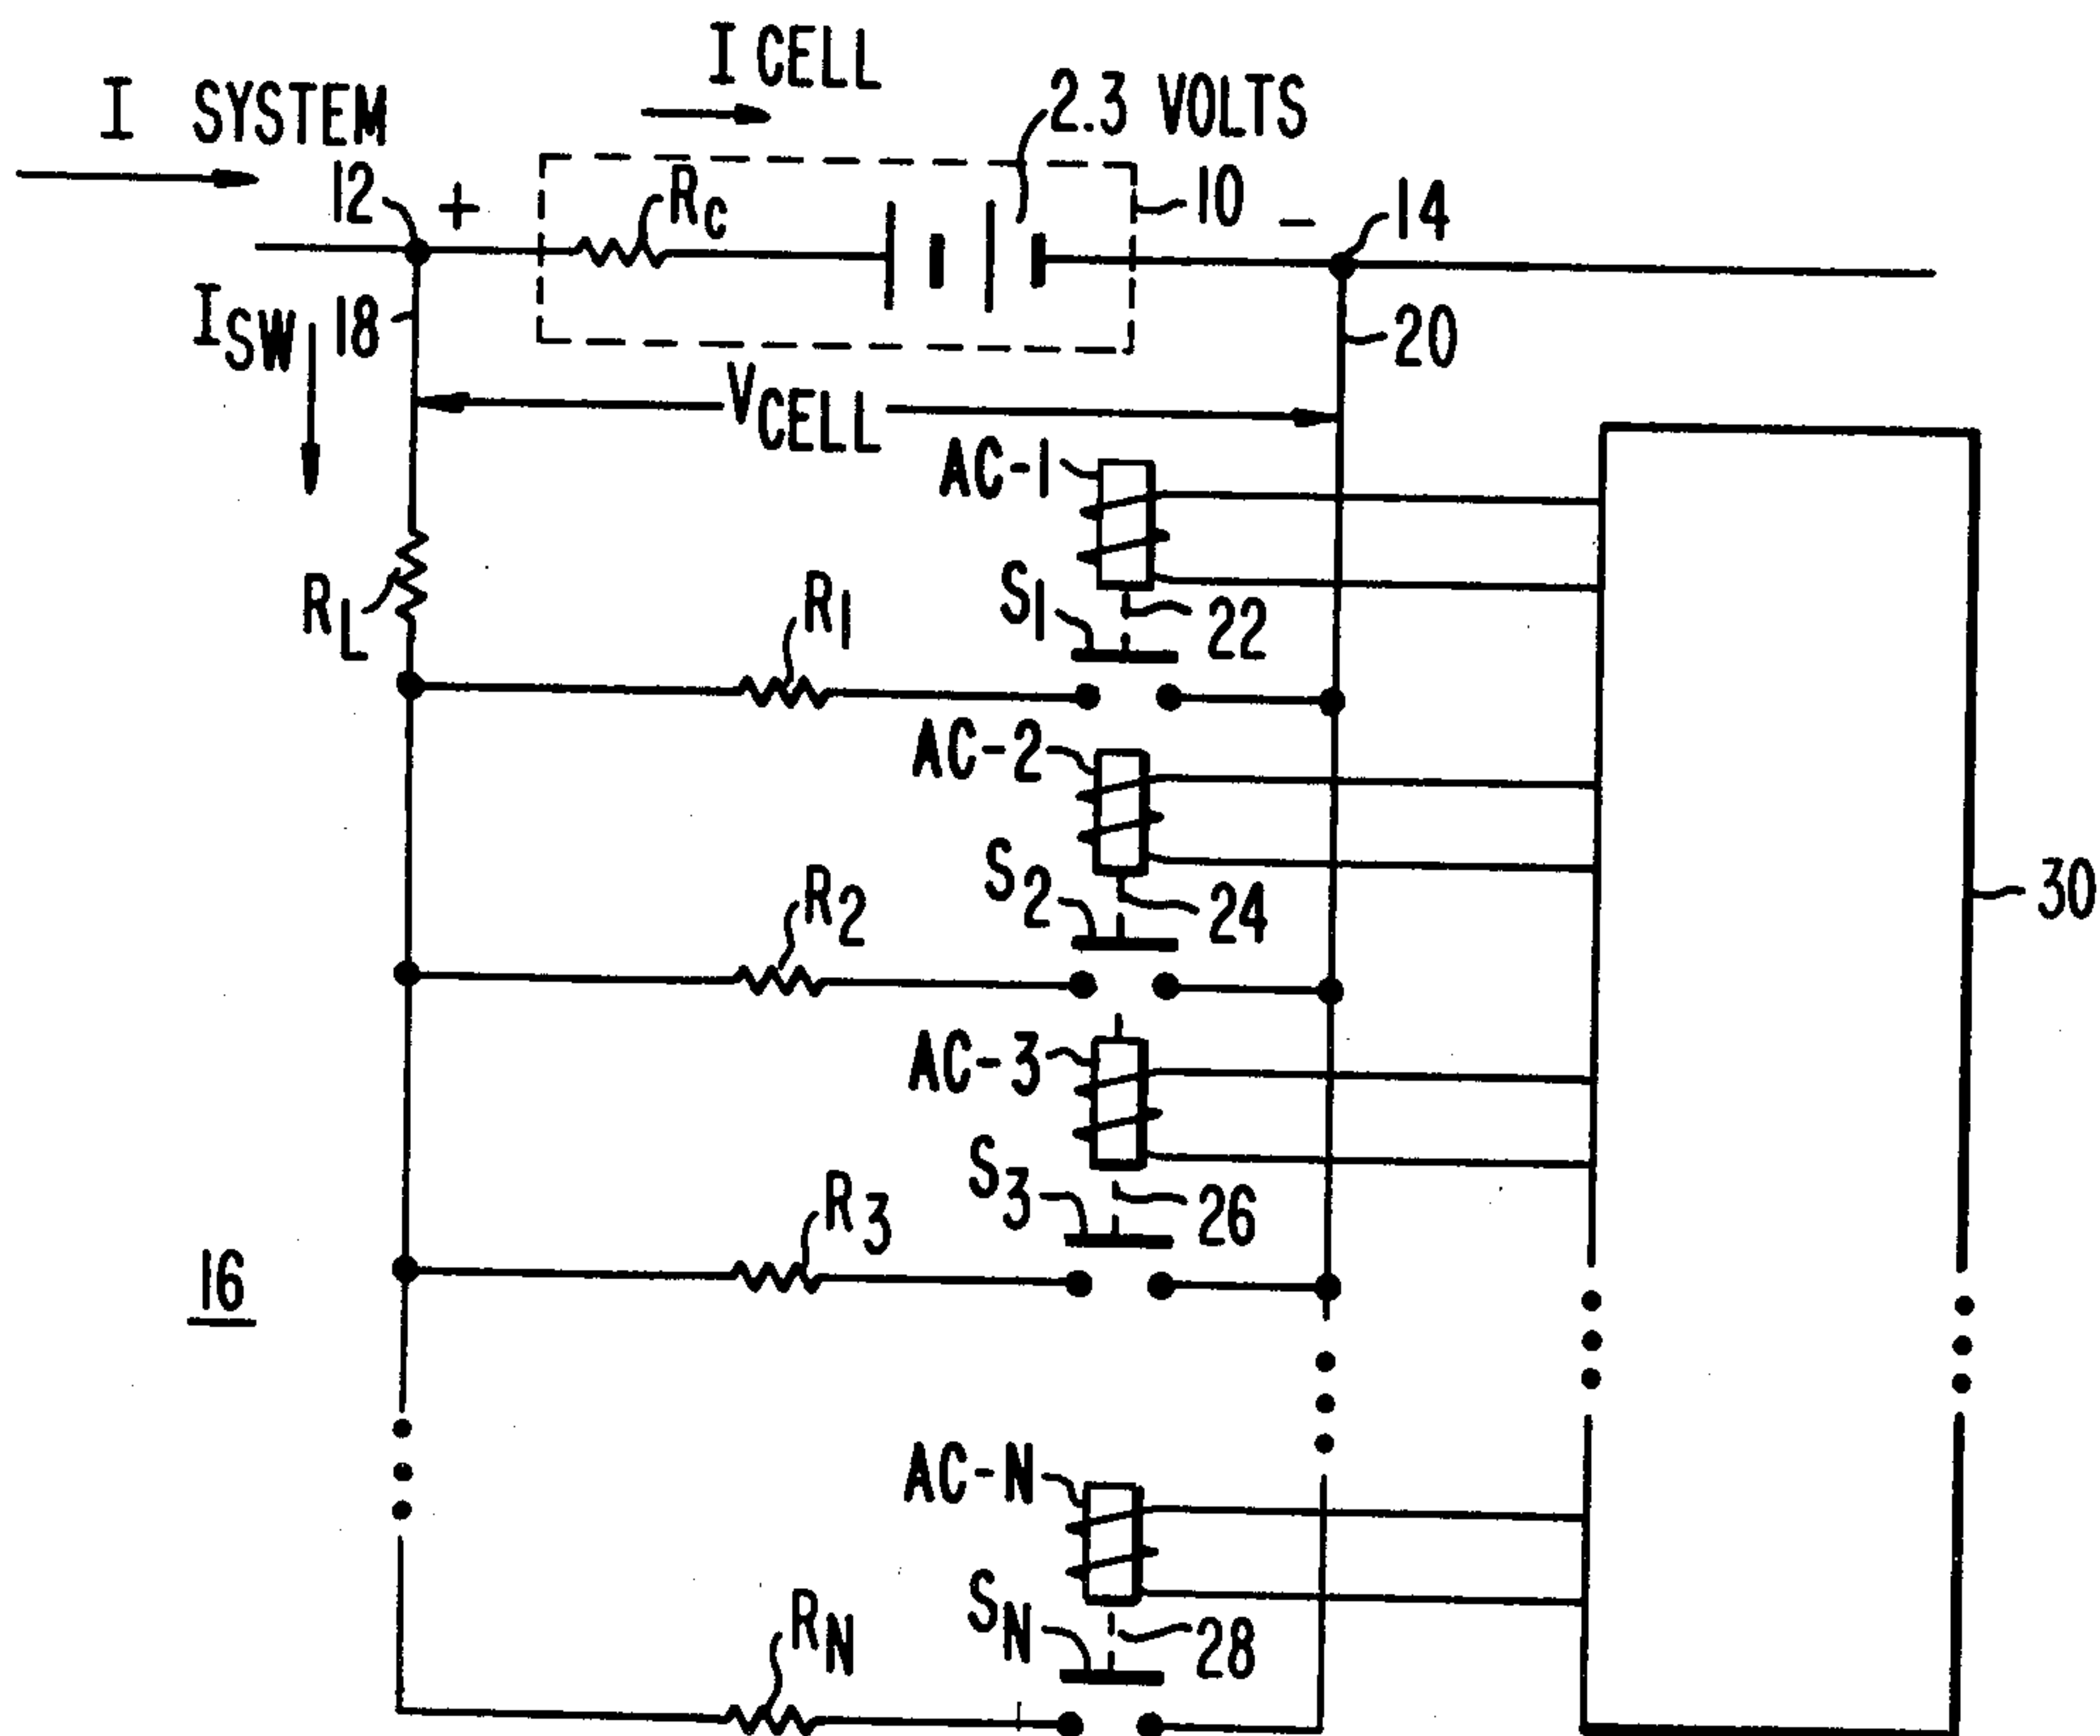 I CELL
I SYSTEM
2.3 VOLTS
12
+
RC
10
-
14
ISW
18
20
VCELL
AC-1
RL
R1
S1
22
AC-2
R2
S2
24
30
AC-3
R3
S3
26
16
AC-N
RN
SN
28